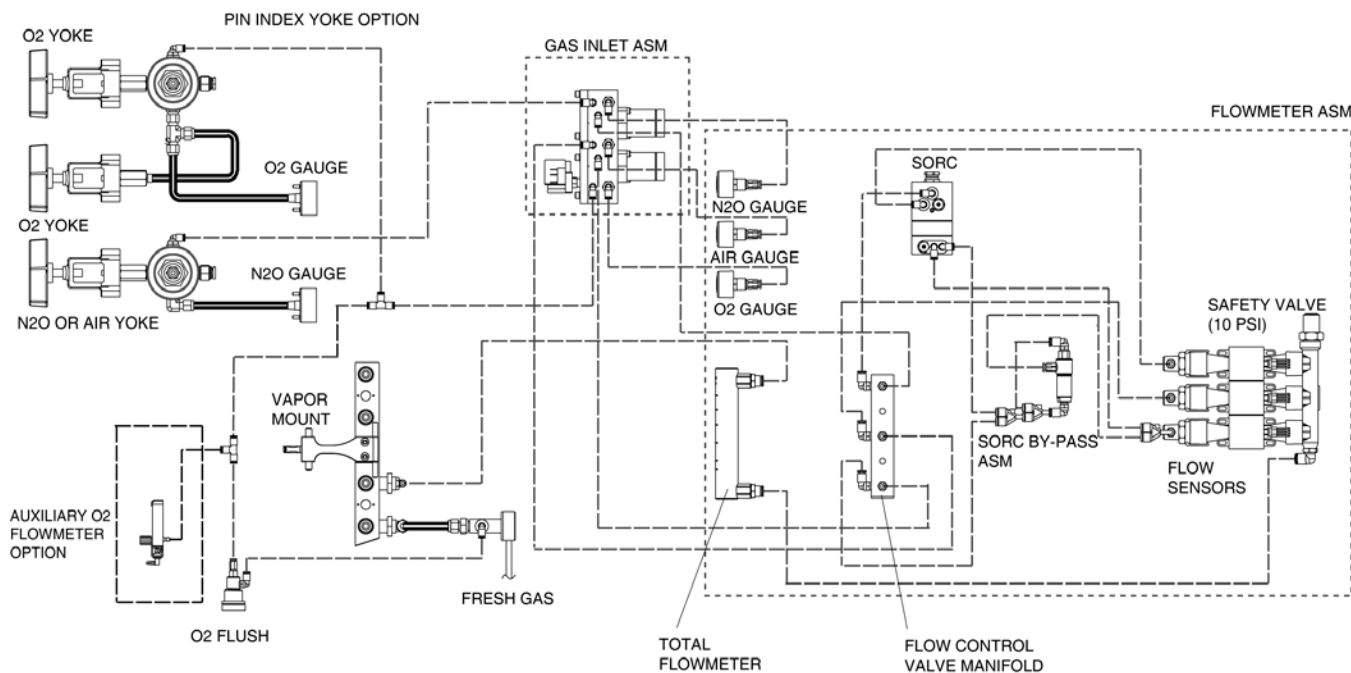 PIN INDEX YOKE OPTION
O2 YOKE
GAS INLET ASM
FLOWMETER ASM
O2 GAUGE
SORC
O2 YOKE
N2O GAUGE
AIR GAUGE
N2O GAUGE
O2 GAUGE
SAFETY VALVE
(10 PSI)
N2O OR AIR YOKE
VAPOR
MOUNT
SORC BY-PASS
ASM
FLOW
SENSORS
AUXILIARY O2
FLOWMETER
OPTION
FRESH GAS
O2 FLUSH
TOTAL
FLOWMETER
FLOW CONTROL
VALVE MANIFOLD